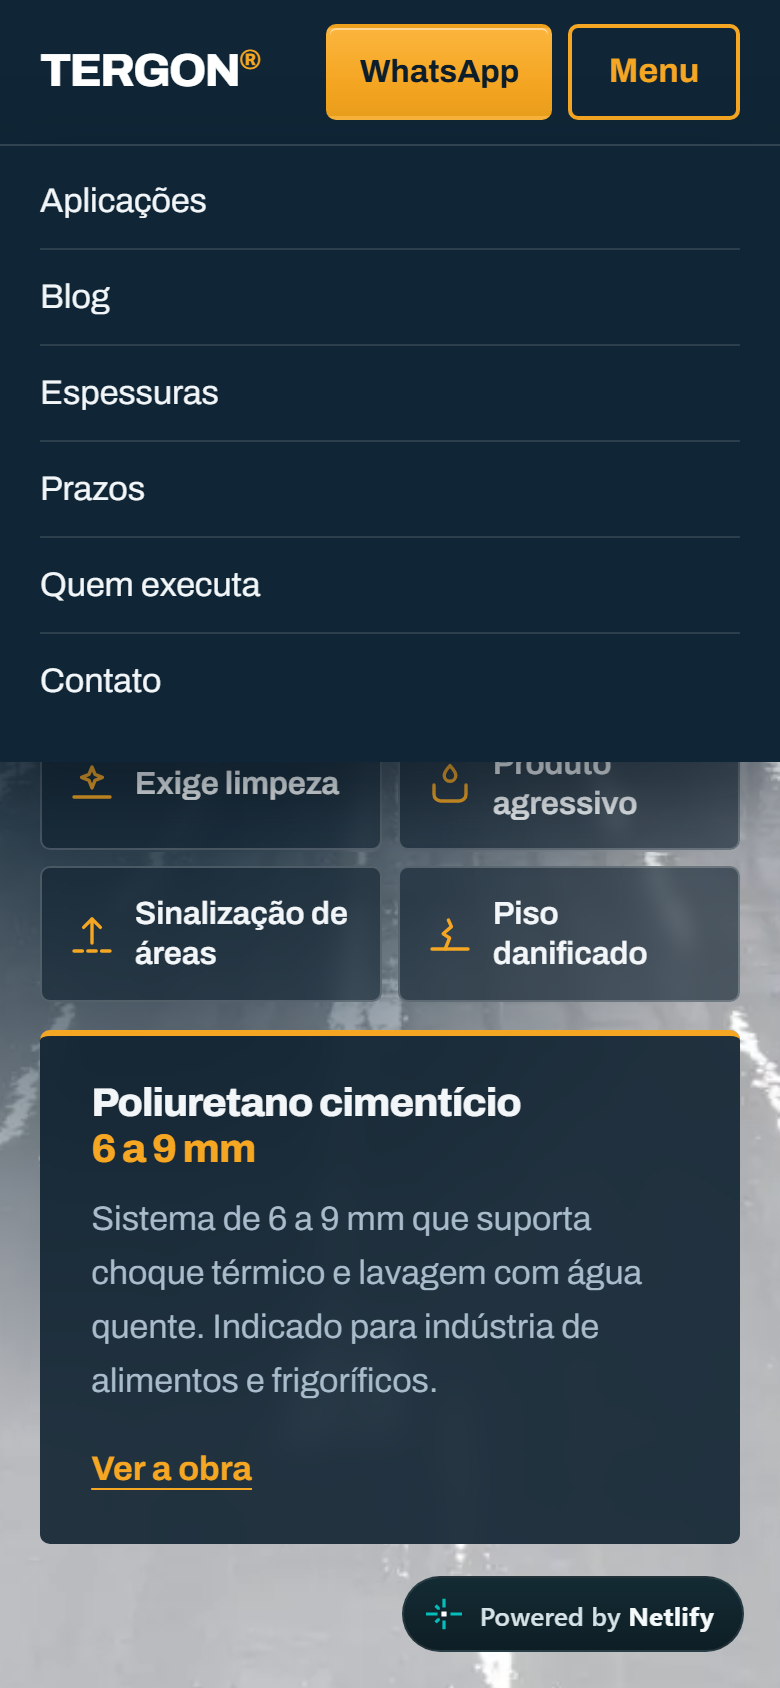 TERGON®
WhatsApp
Menu
Aplicações
Blog
Espessuras
Prazos
Quem executa
Contato
Exige limpeza
Produto
agressivo
Sinalização de
áreas
Piso
danificado
Poliuretano cimentício
6 a 9 mm
Sistema de 6 a 9 mm que suporta
choque térmico e lavagem com água
quente. Indicado para indústria de
alimentos e frigoríficos.
Ver a obra
Powered by Netlify